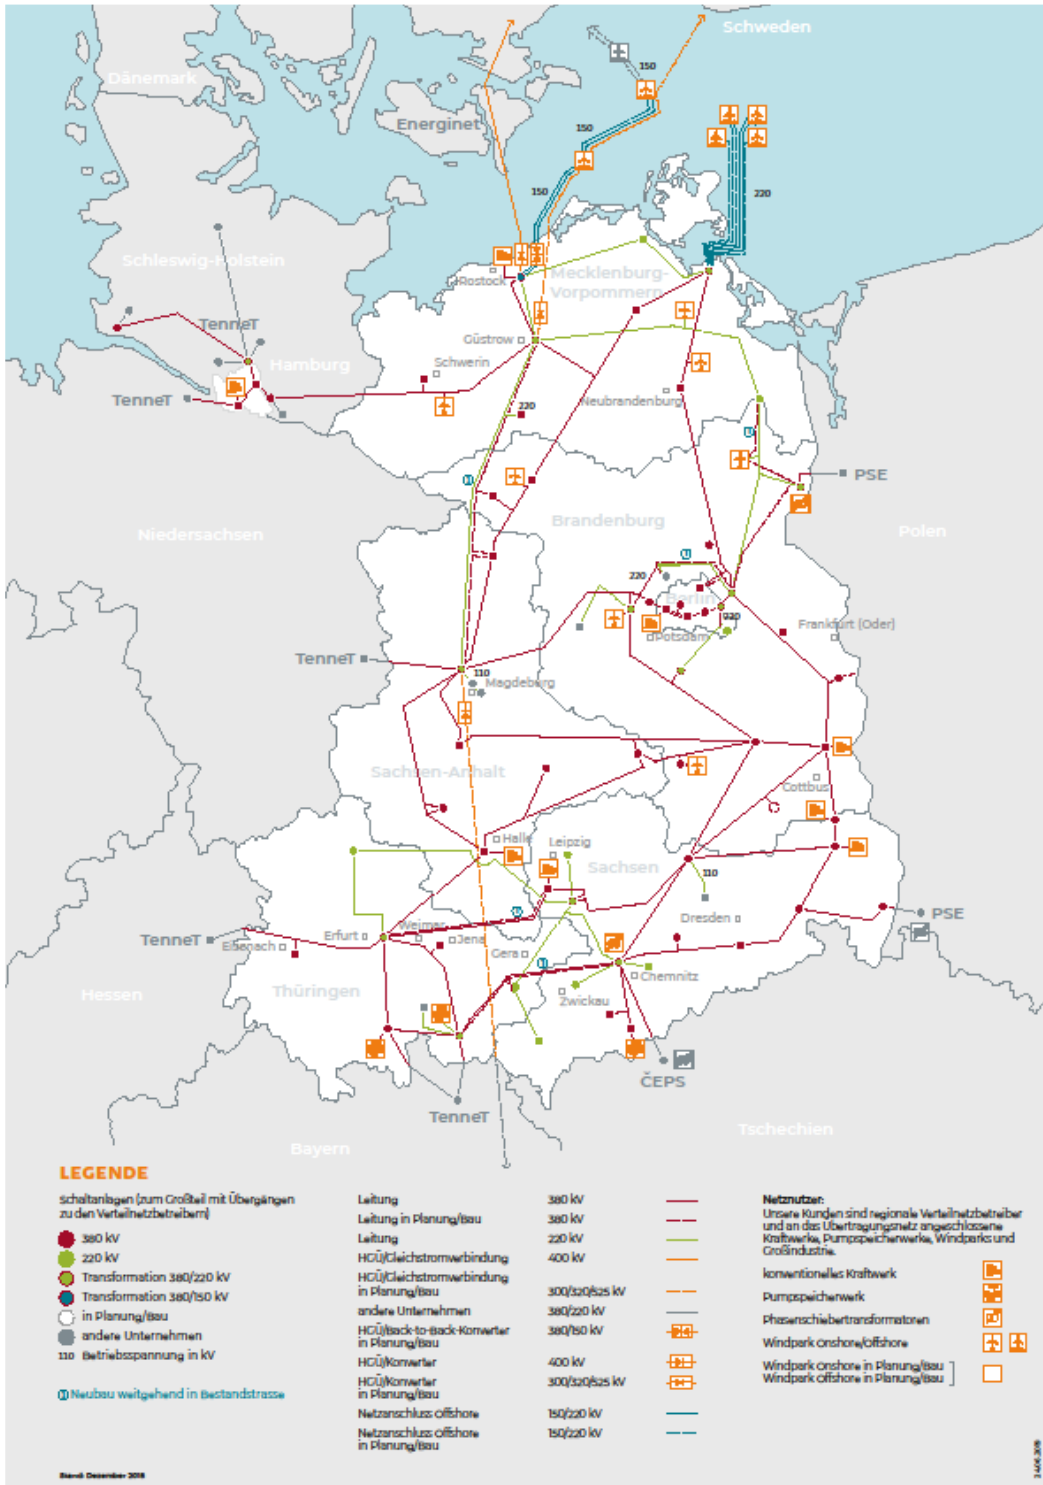 Schweden
150
Dänemark
Energinet
150
150
220
Schleswig-Holstein
Rostock
Mecklenburg-
Vorpommern
TenneT
Güstrow
Hamburg
Schwerin
TenneT
Neubrandenburg
220
PSE
Niedersachsen
Brandenburg
Polen
220
Berlin
220
Frankfurt (Oder)
Potsdam
TenneT
110
Magdeburg
Sachsen-Anhalt
Cottbus
Halle
Leipzig
Sachsen
110
Dresden
PSE
Weimar
Erfurt
TenneT
Eisenach
Jena
Gera
Chemnitz
Hessen
Thüringen
Zwickau
ČEPS
TenneT
Tschechien
Bayern
LEGENDE
Schaltanlagen (zum Großteil mit Übergängen
zu den Verteilnetzbetreibern)
380 kV
220 kV
Transformation 380/220 kV
Transformation 380/150 kV
in Planung/Bau
andere Unternehmen
110 Betriebsspannung in kV
Neubau weitgehend in Bestandstrasse
Leitung 380 kV
Leitung in Planung/Bau 380 kV
Leitung 220 kV
HGÜ/Gleichstromverbindung 400 kV
HGÜ/Gleichstromverbindung
in Planung/Bau 300/320/525 kV
andere Unternehmen 380/220 kV
HGÜ/Back-to-Back-Konverter 380/150 kV
in Planung/Bau
HGÜ/Konverter 400 kV
HGÜ/Konverter 300/320/525 kV
in Planung/Bau
Netzanschluss Offshore 150/220 kV
Netzanschluss Offshore 150/220 kV
in Planung/Bau
Netznutzer:
Unsere Kunden sind regionale Verteilnetzbetreiber
und an das Übertragungsnetz angeschlossene
Kraftwerke, Pumpspeicherwerke, Windparks und
Großindustrie.
konventionelles Kraftwerk
Pumpspeicherwerk
Phasenschiebertransformatoren
Windpark Onshore/Offshore
Windpark Onshore in Planung/Bau
Windpark Offshore in Planung/Bau
Stand: Dezember 2018